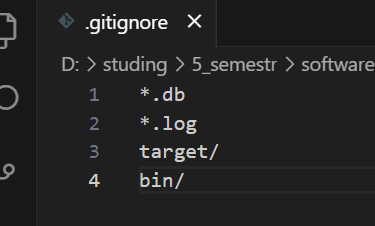 .gitignore
D: > studing > 5_semestr > software
1 *.db
2 *.log
3 target/
4 bin/